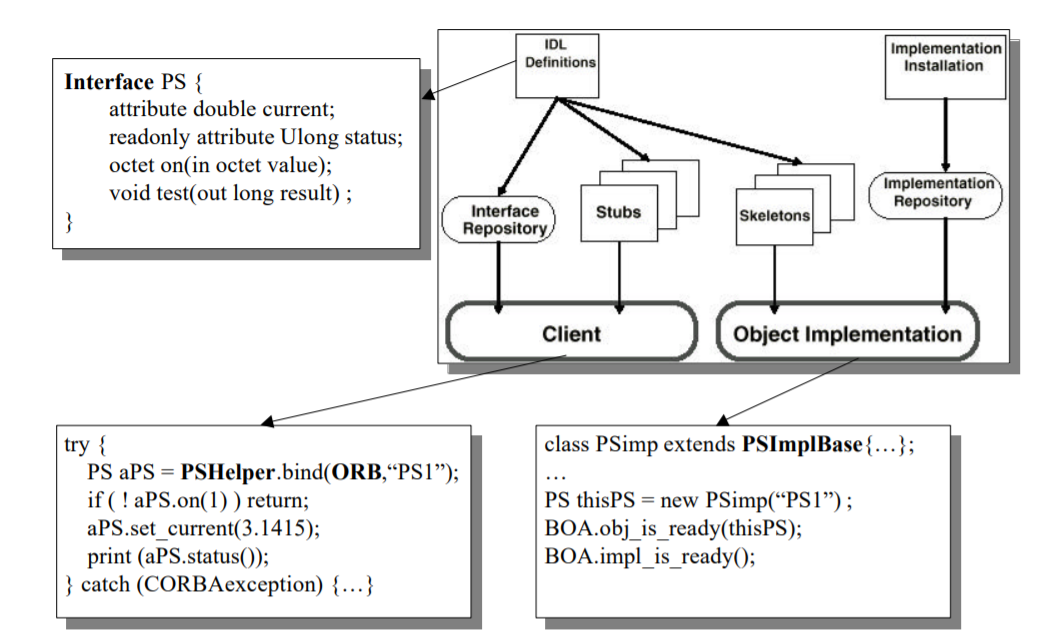 Interface PS {
attribute double current;
readonly attribute Ulong status;
octet on(in octet value);
void test(out long result) ;
}
IDL
Definitions
Implementation
Installation
Interface
Repository
Stubs
Skeletons
Implementation
Repository
Client
Object Implementation
try {
PS aPS = PSHelper.bind(ORB,“PS1”);
if ( ! aPS.on(1) ) return;
aPS.set_current(3.1415);
print (aPS.status());
} catch (CORBAexception) {…}
class PSimp extends PSImplBase{…};
…
PS thisPS = new PSimp(“PS1”) ;
BOA.obj_is_ready(thisPS);
BOA.impl_is_ready();